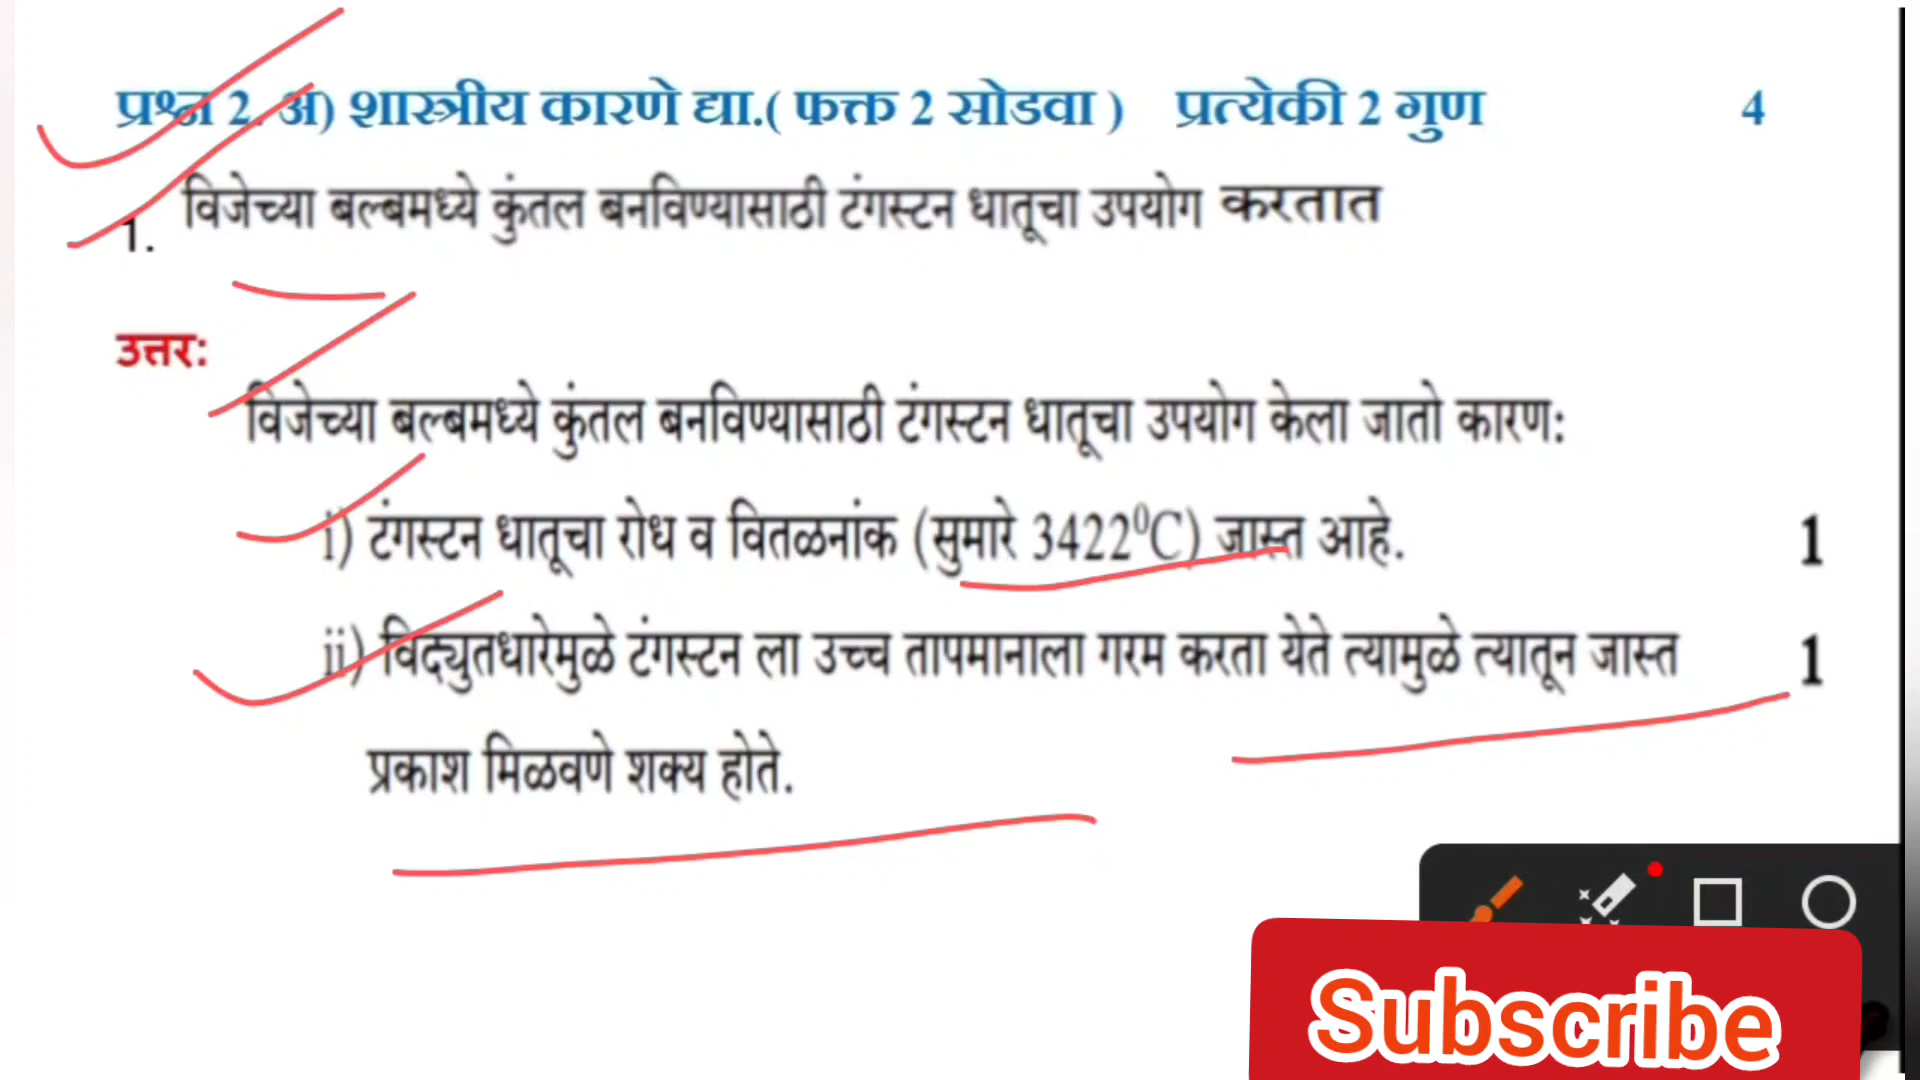 प्रश्न 2. अ) शास्त्रीय कारणे द्या.( फक्त 2 सोडवा ) प्रत्येकी 2 गुण 4
1. विजेच्या बल्बमध्ये कुंतल बनविण्यासाठी टंगस्टन धातूचा उपयोग करतात
उत्तर:
विजेच्या बल्बमध्ये कुंतल बनविण्यासाठी टंगस्टन धातूचा उपयोग केला जातो कारण:
i) टंगस्टन धातूचा रोध व वितळनांक (सुमारे 3422⁰C) जास्त आहे. 1
ii) विद्युतधारेमुळे टंगस्टन ला उच्च तापमानाला गरम करता येते त्यामुळे त्यातून जास्त 1
प्रकाश मिळवणे शक्य होते.
Subscribe